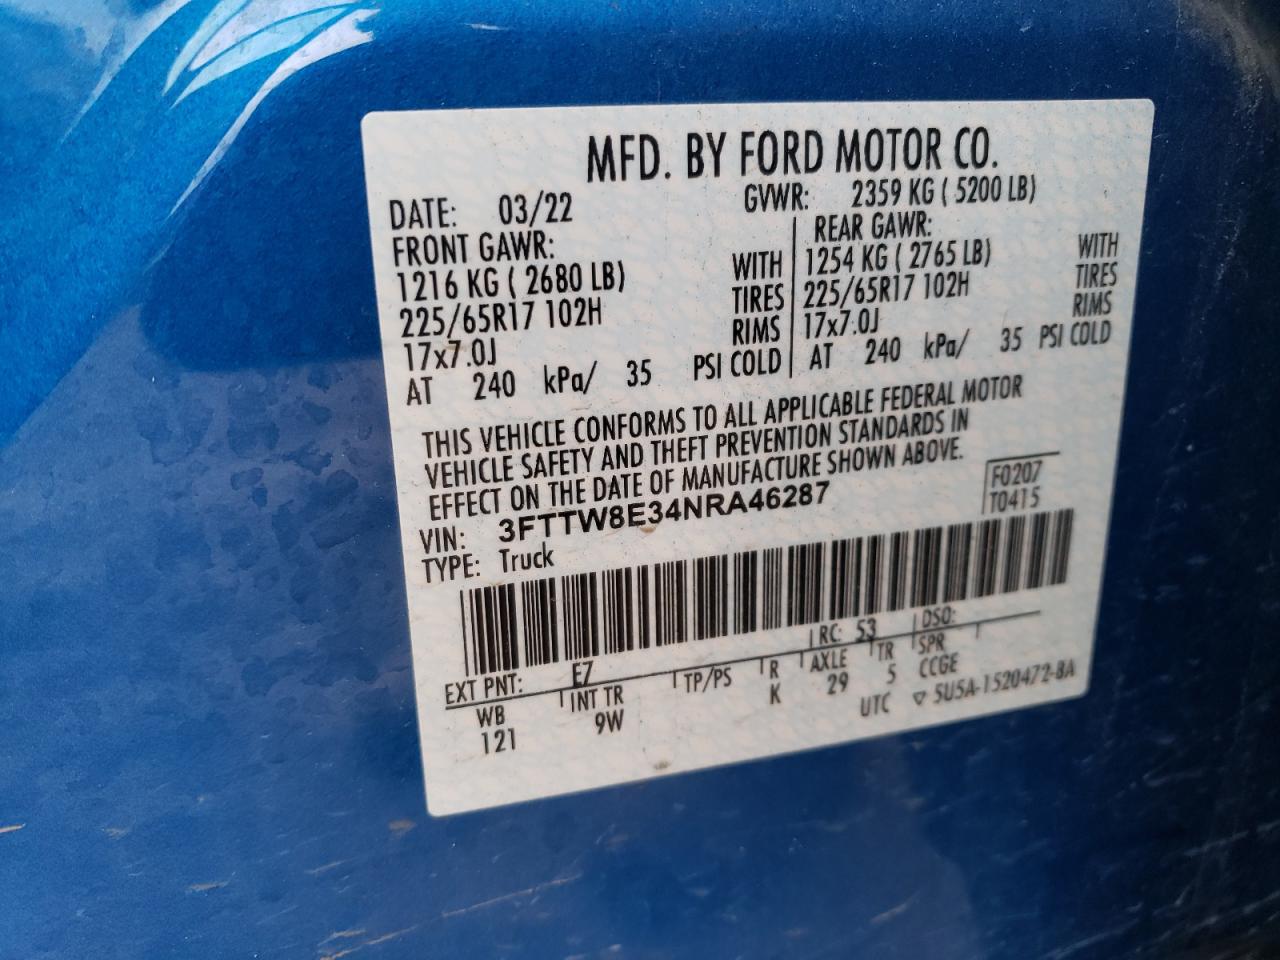 MFD. BY FORD MOTOR CO.
DATE: 03/22 GVWR: 2359 KG ( 5200 LB)
FRONT GAWR: REAR GAWR:
1216 KG ( 2680 LB) WITH 1254 KG ( 2765 LB) WITH
225/65R17 102H TIRES 225/65R17 102H TIRES
17x7.0J RIMS 17x7.0J RIMS
AT 240 kPa/ 35 PSI COLD AT 240 kPa/ 35 PSI COLD
THIS VEHICLE CONFORMS TO ALL APPLICABLE FEDERAL MOTOR
VEHICLE SAFETY AND THEFT PREVENTION STANDARDS IN
EFFECT ON THE DATE OF MANUFACTURE SHOWN ABOVE.
F0207
VIN: 3FTTW8E34NRA46287 T0415
TYPE: Truck
EXT PNT: E7 RC: 53 DSO:
WB INT TR TP/PS R AXLE TR SPR
121 9W K 29 5 CCGE
UTC ▽ 5U5A-1520472-BA